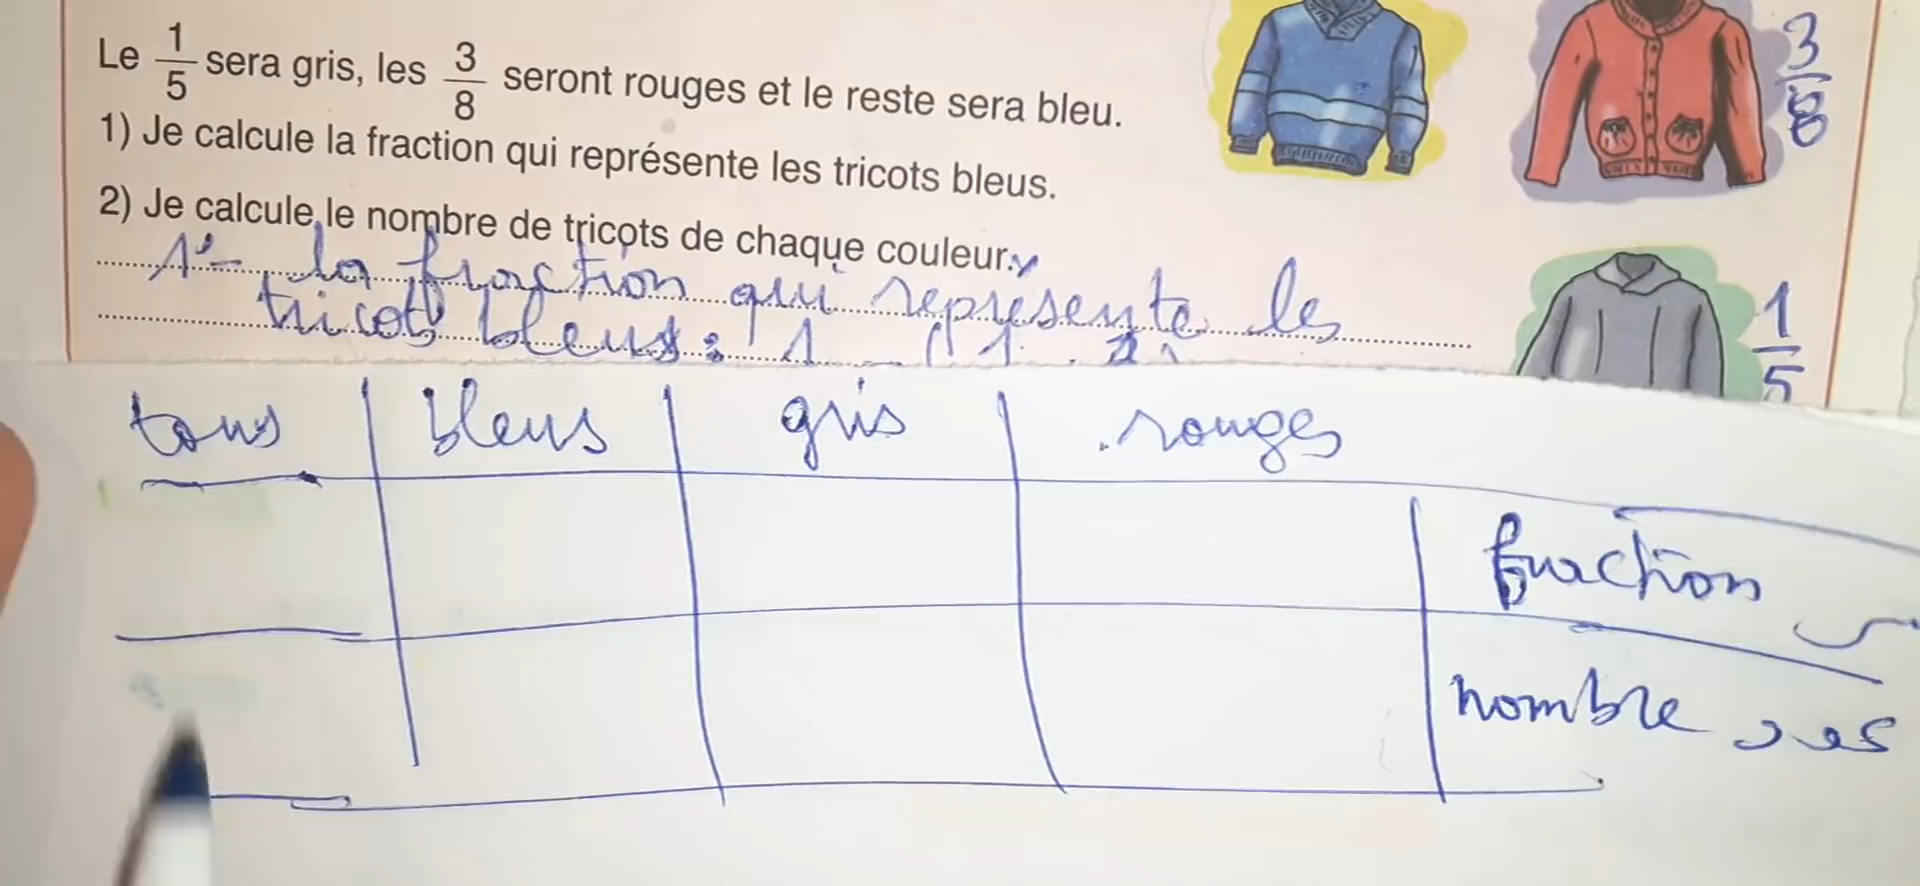 Le 1/5 sera gris, les 3/8 seront rouges et le reste sera bleu.
1) Je calcule la fraction qui représente les tricots bleus.
2) Je calcule le nombre de tricots de chaque couleur.
1°- la fraction qui représente les
tricots bleus: 1 - (1
3/8
1/5
tous bleus gris rouges
fraction
nombre